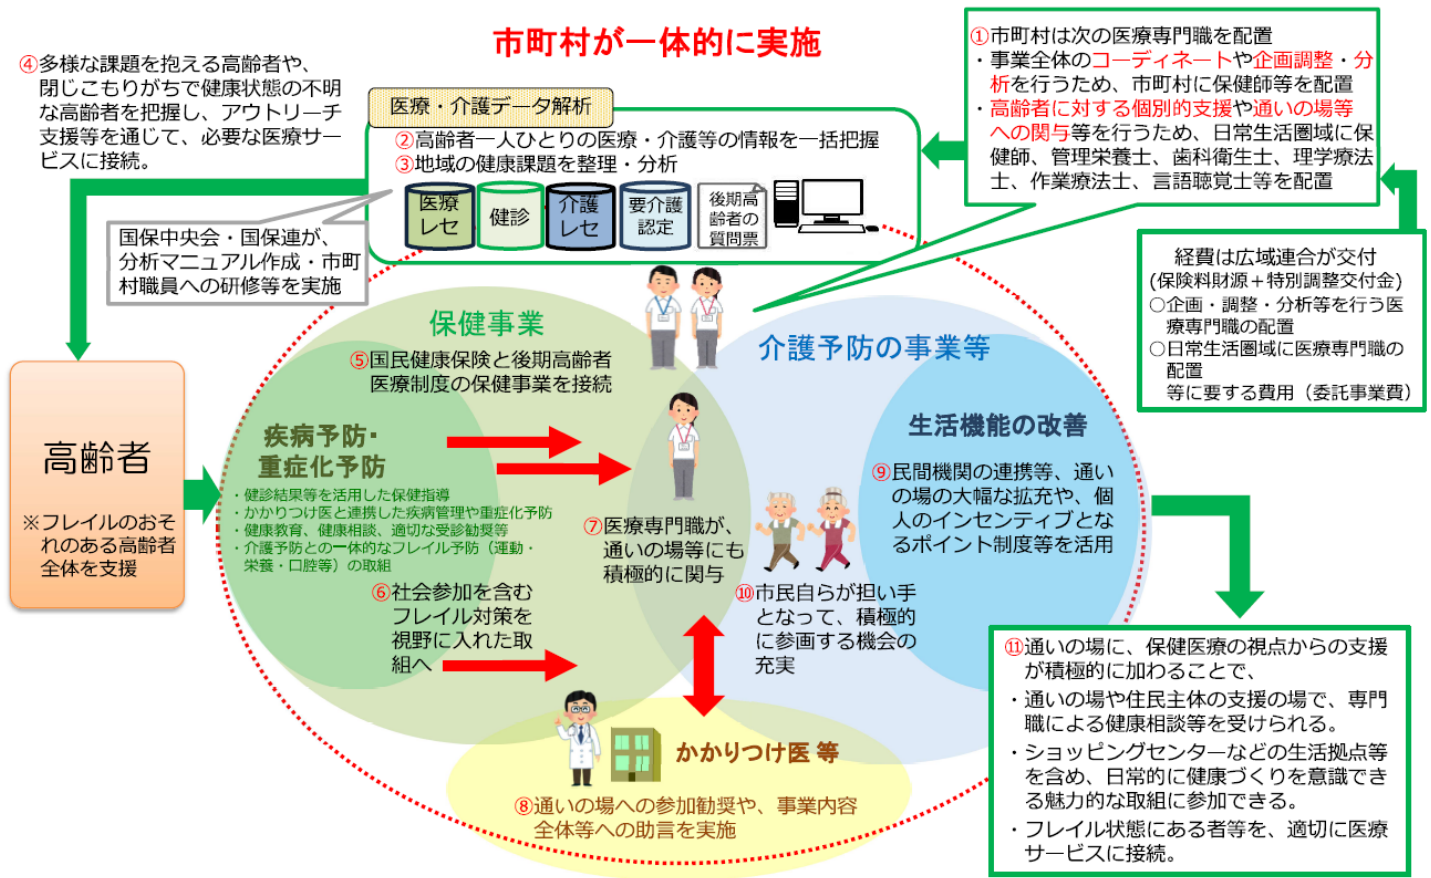 市町村が一体的に実施
①市町村は次の医療専門職を配置
・事業全体のコーディネートや企画調整・分
析を行うため、市町村に保健師等を配置
・高齢者に対する個別的支援や通いの場等
への関与等を行うため、日常生活圏域に保
健師、管理栄養士、歯科衛生士、理学療法
士、作業療法士、言語聴覚士等を配置
④多様な課題を抱える高齢者や、
閉じこもりがちで健康状態の不明
な高齢者を把握し、アウトリーチ
支援等を通じて、必要な医療サー
ビスに接続。
医療・介護データ解析
②高齢者一人ひとりの医療・介護等の情報を一括把握
③地域の健康課題を整理・分析
医療
レセ
健診
介護
レセ
要介護
認定
後期高
齢者の
質問票
国保中央会・国保連が、
分析マニュアル作成・市町
村職員への研修等を実施
経費は広域連合が交付
(保険料財源＋特別調整交付金)
○企画・調整・分析等を行う医
療専門職の配置
○日常生活圏域に医療専門職の
配置
等に要する費用（委託事業費）
保健事業
⑤国民健康保険と後期高齢者
医療制度の保健事業を接続
介護予防の事業等
高齢者
※フレイルのおそ
れのある高齢者
全体を支援
疾病予防・
重症化予防
・健診結果等を活用した保健指導
・かかりつけ医と連携した疾病管理や重症化予防
・健康教育、健康相談、適切な受診勧奨等
・介護予防との一体的なフレイル予防（運動・
栄養・口腔等）の取組
⑥社会参加を含む
フレイル対策を
視野に入れた取
組へ
⑦医療専門職が、
通いの場等にも
積極的に関与
生活機能の改善
⑨民間機関の連携等、通い
の場の大幅な拡充や、個
人のインセンティブとな
るポイント制度等を活用
⑩市民自らが担い手
となって、積極的
に参画する機会の
充実
かかりつけ医 等
⑧通いの場への参加勧奨や、事業内容
全体等への助言を実施
⑪通いの場に、保健医療の視点からの支援
が積極的に加わることで、
・通いの場や住民主体の支援の場で、専門
職による健康相談等を受けられる。
・ショッピングセンターなどの生活拠点等
を含め、日常的に健康づくりを意識でき
る魅力的な取組に参加できる。
・フレイル状態にある者等を、適切に医療
サービスに接続。